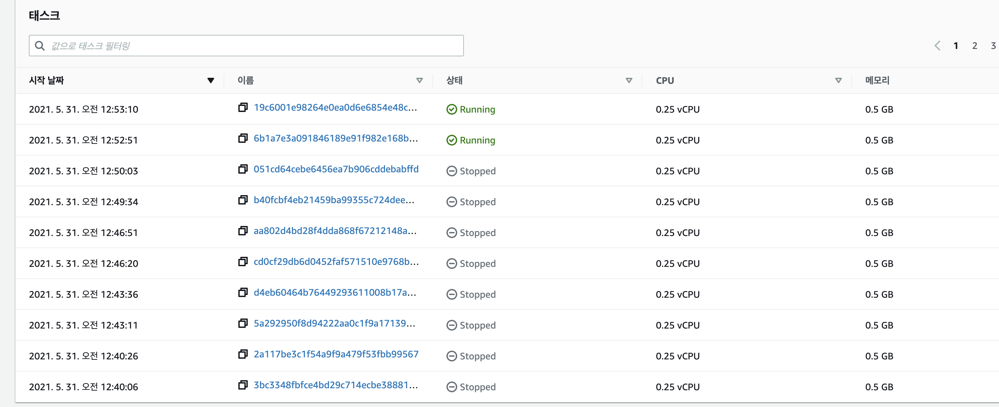 태스크
값으로 태스크 필터링
1 2 3
시작 날짜 이름 상태 CPU 메모리
2021. 5. 31. 오전 12:53:10 19c6001e98264e0ea0d6e6854e48c... Running 0.25 vCPU 0.5 GB
2021. 5. 31. 오전 12:52:51 6b1a7e3a091846189e91f982e168b... Running 0.25 vCPU 0.5 GB
2021. 5. 31. 오전 12:50:03 051cd64cebe6456ea7b906cddebabffd Stopped 0.25 vCPU 0.5 GB
2021. 5. 31. 오전 12:49:34 b40fcbf4eb21459ba99355c724dee... Stopped 0.25 vCPU 0.5 GB
2021. 5. 31. 오전 12:46:51 aa802d4bd28f4dda868f67212148a... Stopped 0.25 vCPU 0.5 GB
2021. 5. 31. 오전 12:46:20 cd0cf29db6d0452faf571510e9768b... Stopped 0.25 vCPU 0.5 GB
2021. 5. 31. 오전 12:43:36 d4eb60464b76449293611008b17a... Stopped 0.25 vCPU 0.5 GB
2021. 5. 31. 오전 12:43:11 5a292950f8d94222aa0c1f9a17139... Stopped 0.25 vCPU 0.5 GB
2021. 5. 31. 오전 12:40:26 2a117be3c1f54a9f9a479f53fbb99567 Stopped 0.25 vCPU 0.5 GB
2021. 5. 31. 오전 12:40:06 3bc3348fbfce4bd29c714ecbe38881... Stopped 0.25 vCPU 0.5 GB